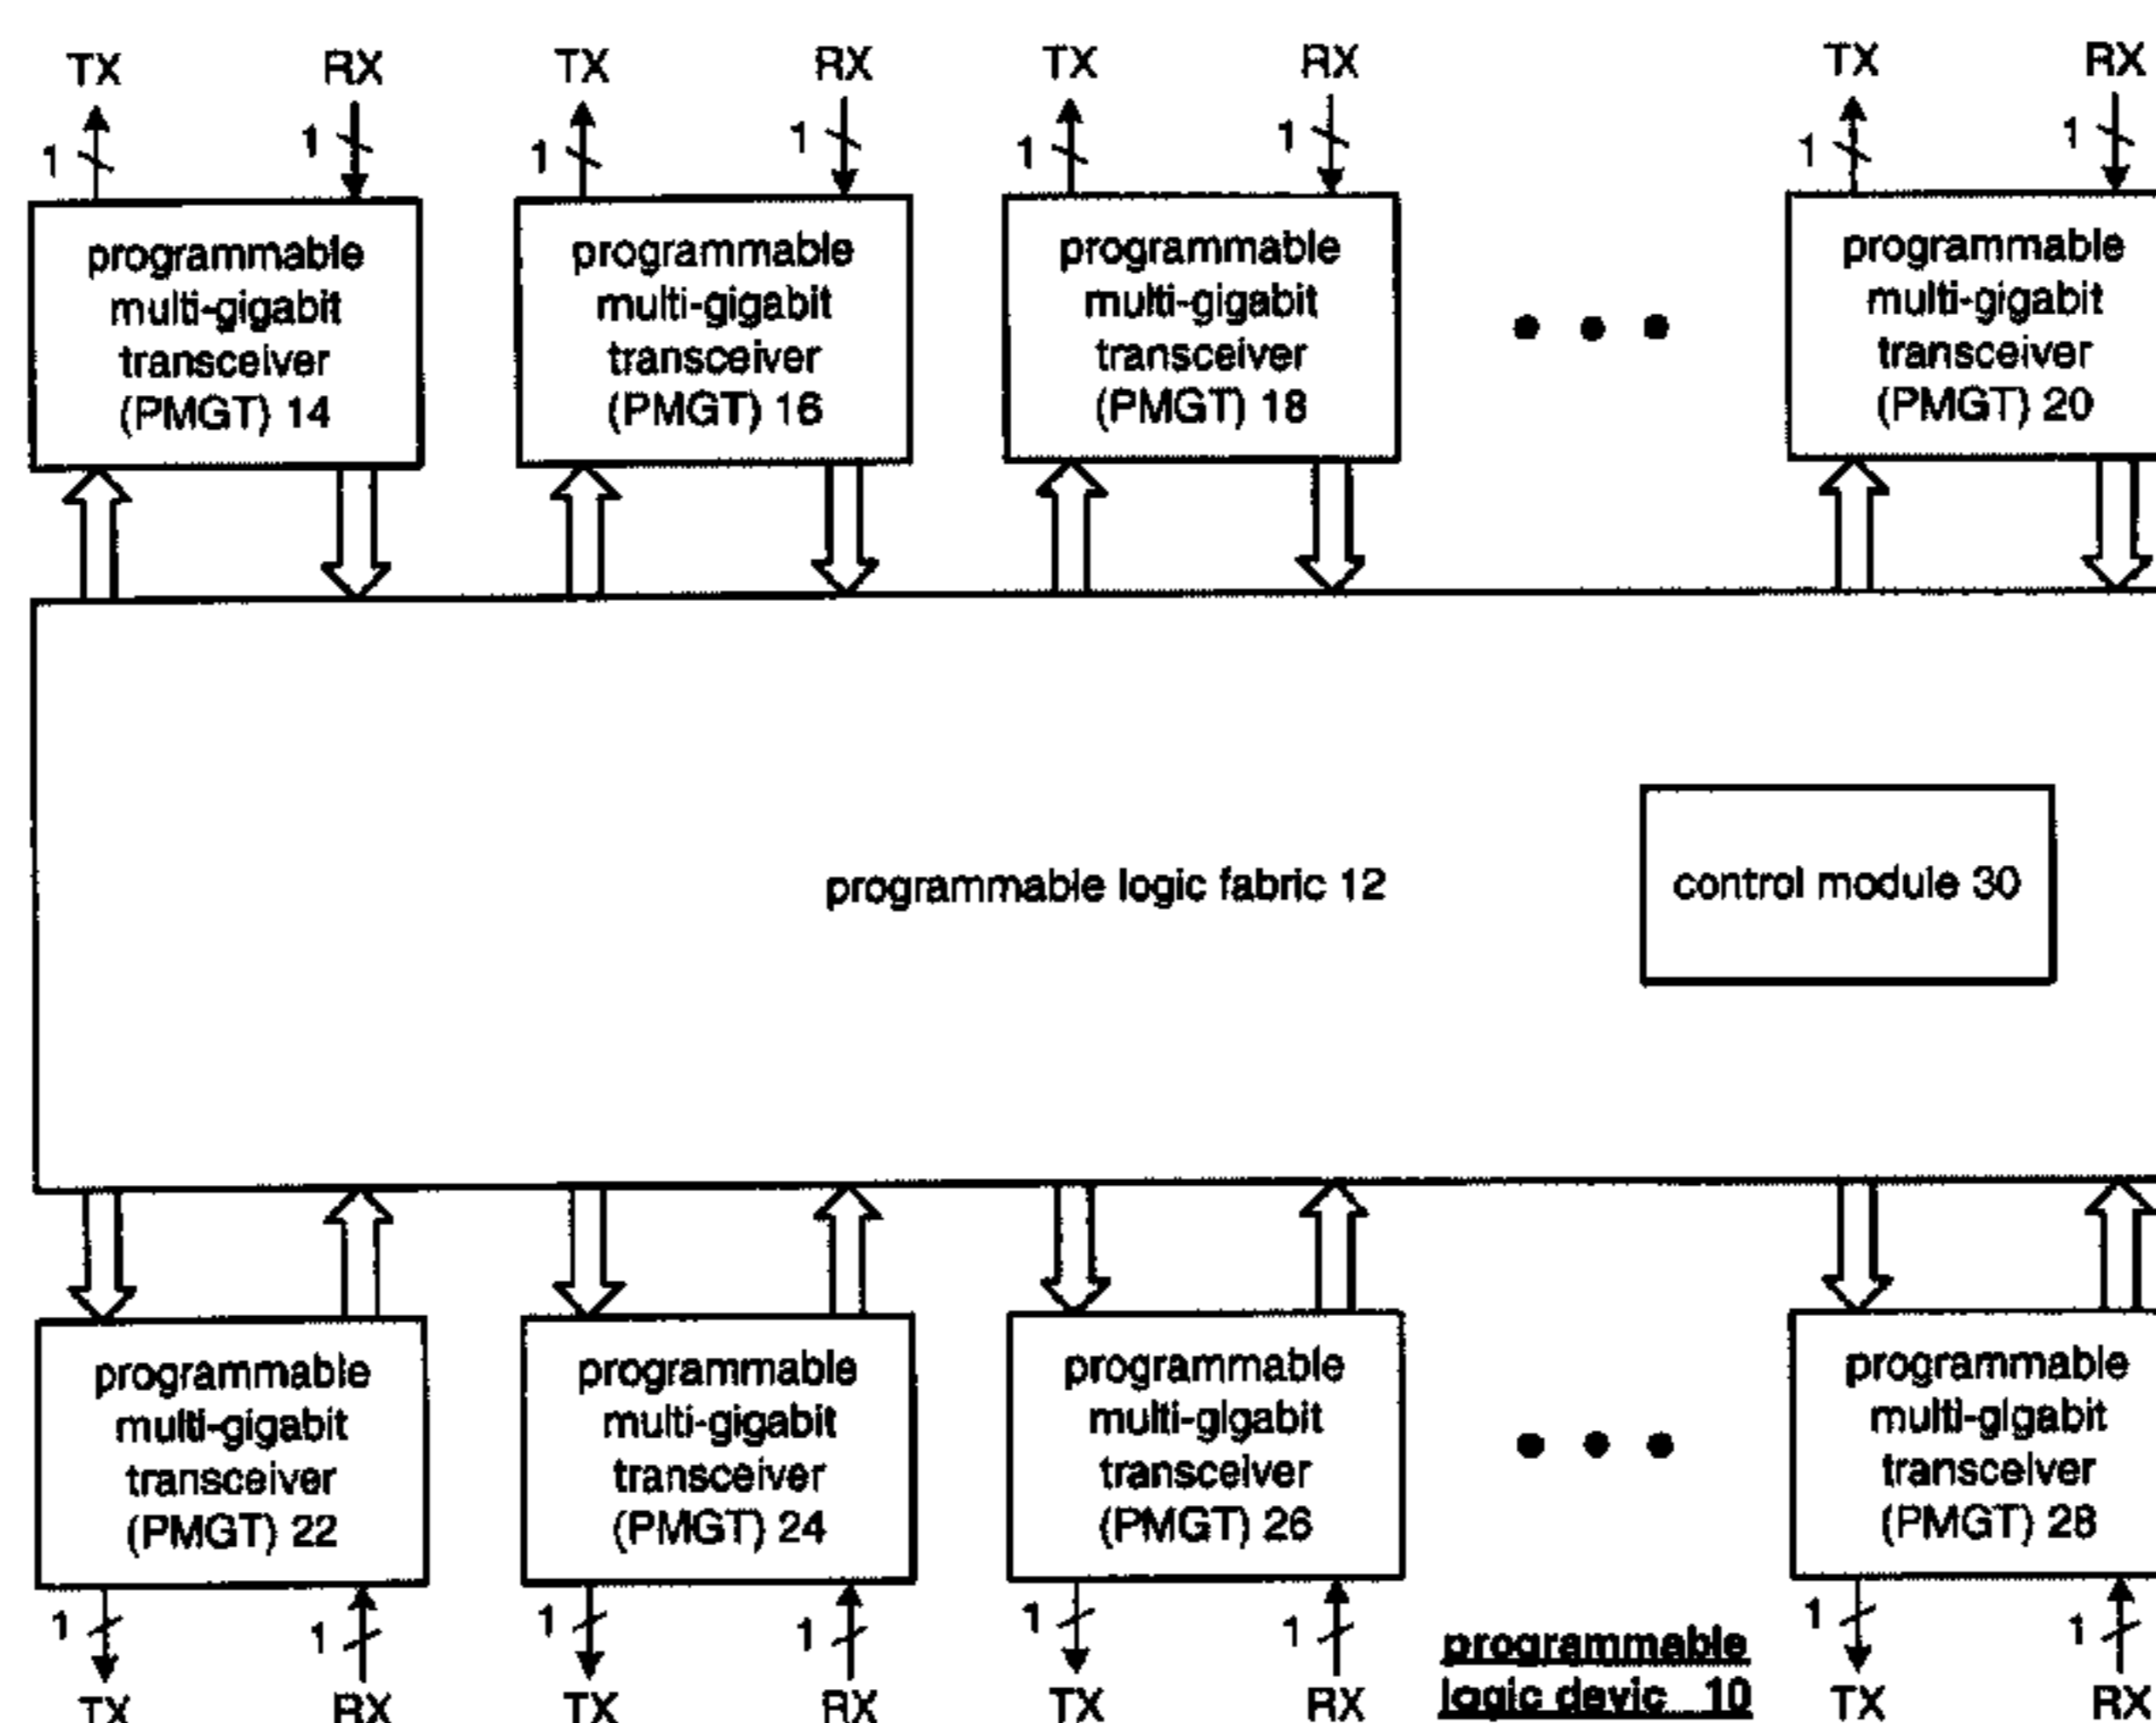 TX RX TX RX TX RX TX RX
1 1 1 1 1 1 1 1
programmable
multi-gigabit
transceiver
(PMGT) 14
programmable
multi-gigabit
transceiver
(PMGT) 16
programmable
multi-gigabit
transceiver
(PMGT) 18
programmable
multi-gigabit
transceiver
(PMGT) 20
programmable logic fabric 12
control module 30
programmable
multi-gigabit
transceiver
(PMGT) 22
programmable
multi-gigabit
transceiver
(PMGT) 24
programmable
multi-gigabit
transceiver
(PMGT) 26
programmable
multi-gigabit
transceiver
(PMGT) 28
1 1 1 1 1 1 1 1
TX RX TX RX TX RX TX RX
programmable
logic devic 10